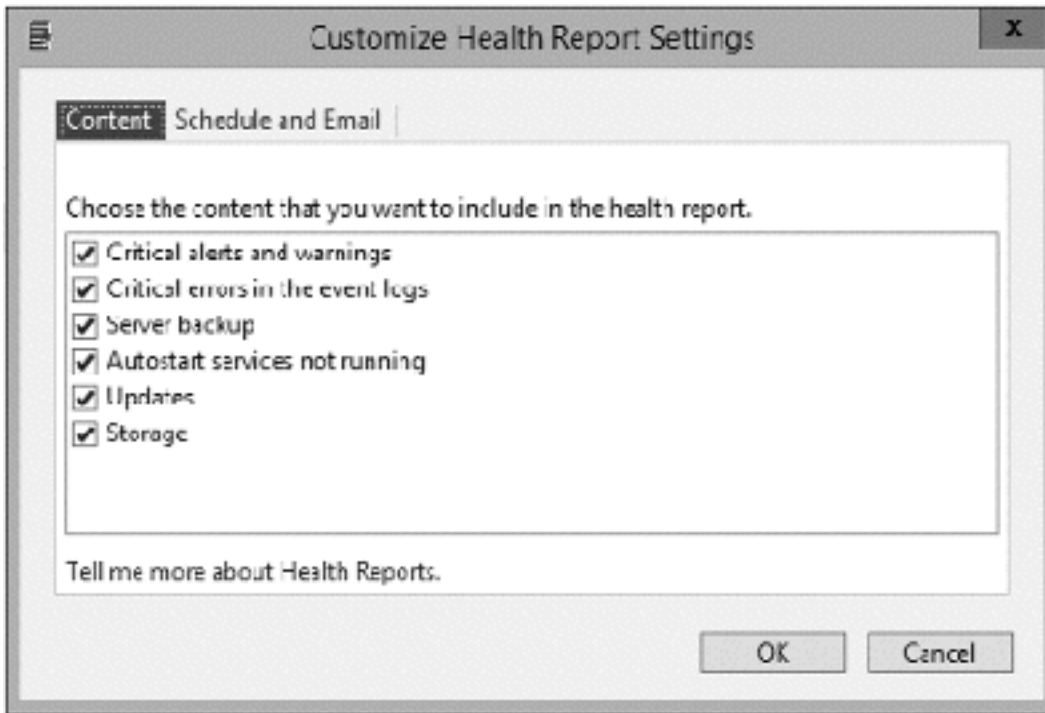 Customize Health Report Settings
x
Content Schedule and Email
Choose the content that you want to include in the health report.
Critical alerts and warnings
Critical errors in the event logs
Server backup
Autostart services not running
Updates
Storage
Tell me more about Health Reports.
OK Cancel